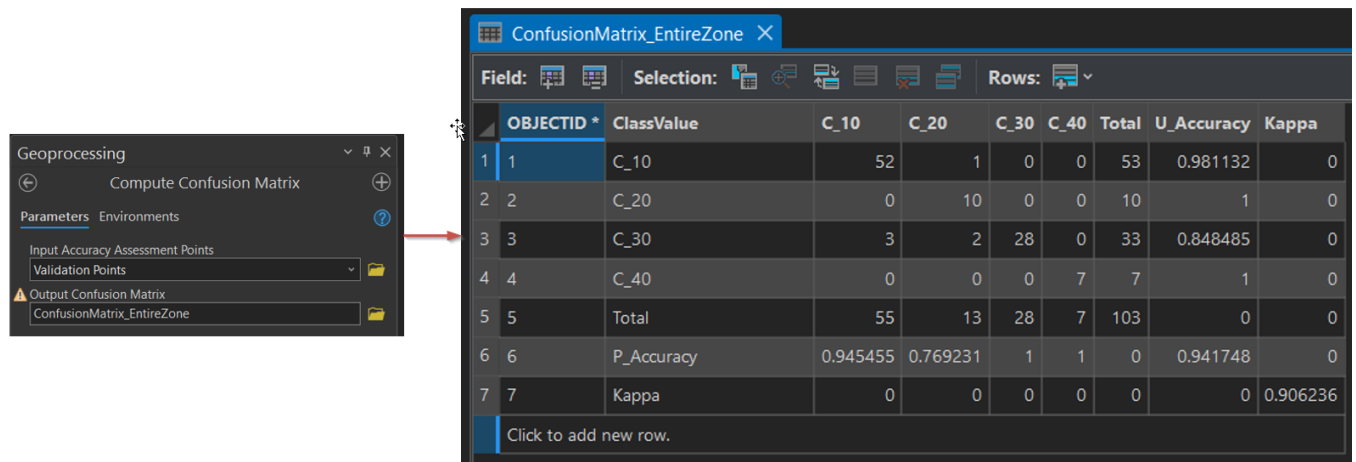 Geoprocessing
Compute Confusion Matrix
Parameters Environments
Input Accuracy Assessment Points
Validation Points
Output Confusion Matrix
ConfusionMatrix_EntireZone
ConfusionMatrix_EntireZone
Field: Selection: Rows:
OBJECTID * ClassValue C_10 C_20 C_30 C_40 Total U_Accuracy Kappa
1 1 C_10 52 1 0 0 53 0.981132 0
2 2 C_20 0 10 0 0 10 1 0
3 3 C_30 3 2 28 0 33 0.848485 0
4 4 C_40 0 0 0 7 7 1 0
5 5 Total 55 13 28 7 103 0 0
6 6 P_Accuracy 0.945455 0.769231 1 1 0 0.941748 0
7 7 Kappa 0 0 0 0 0 0 0.906236
Click to add new row.